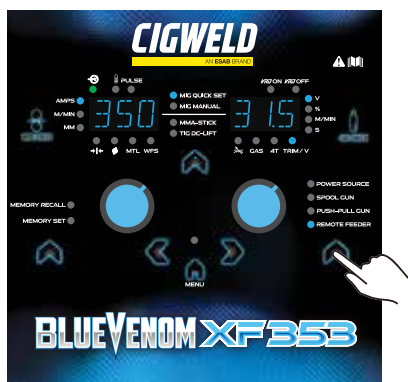 CIGWELD
AN ESAB BRAND
PULSE
VRD ON VRD OFF
AMPS
M/MIN
MM
350
MIG QUICK SET
MIG MANUAL
MMA-STICK
TIG DC-LIFT
31.5
V
%
M/MIN
S
MTL WFS
GAS 4T TRIM/V
MEMORY RECALL
MEMORY SET
POWER SOURCE
SPOOL GUN
PUSH-PULL GUN
REMOTE FEEDER
MENU
BLUEVENOM XF353